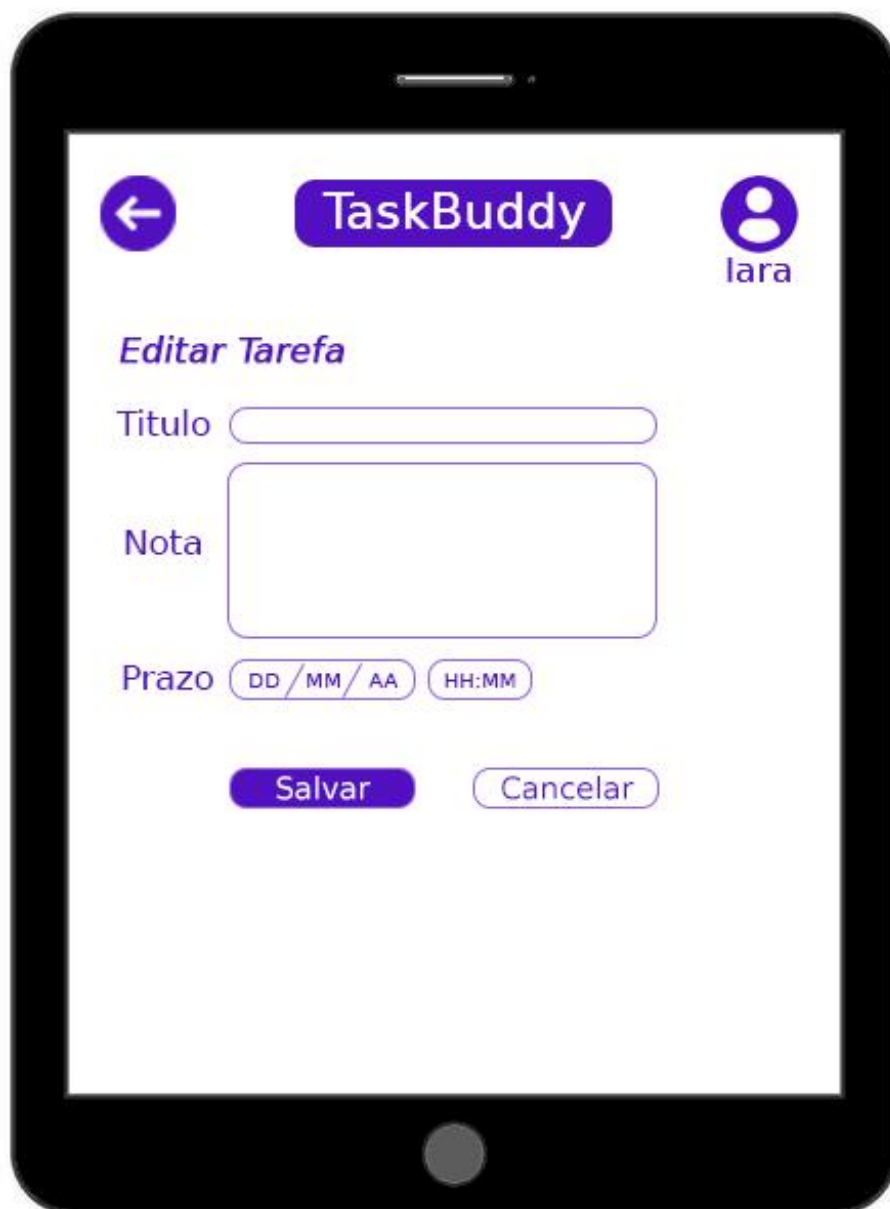 TaskBuddy
Iara
Editar Tarefa
Titulo
Nota
Prazo DD / MM / AA HH:MM
Salvar Cancelar